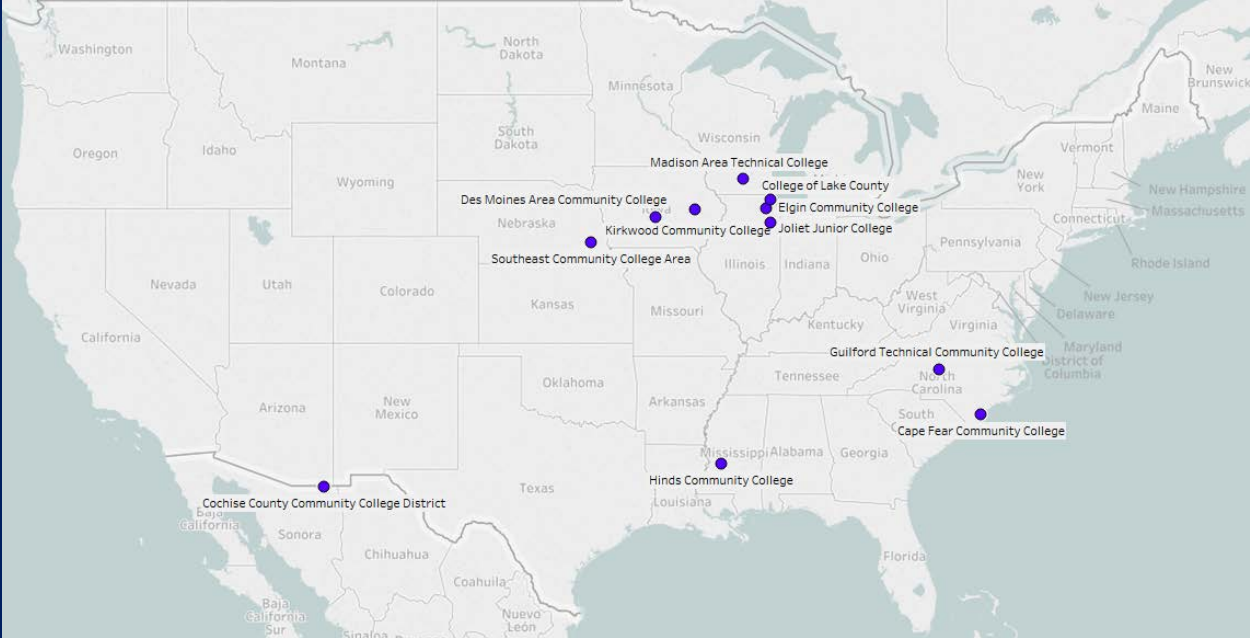 Washington
Montana
North
Dakota
Minnesota
New
Brunswick
Maine
Oregon
Idaho
South
Dakota
Wisconsin
Vermont
Wyoming
Madison Area Technical College
New
York
New Hampshire
College of Lake County
Des Moines Area Community College
Iowa
Elgin Community College
Massachusetts
Nebraska
Kirkwood Community College
Joliet Junior College
Connecticut
Pennsylvania
Southeast Community College Area
Illinois
Indiana
Ohio
Rhode Island
Nevada
Utah
Colorado
Kansas
Missouri
West
Virginia
New Jersey
Delaware
California
Kentucky
Virginia
Maryland
Guilford Technical Community College
District of
Columbia
Oklahoma
Tennessee
North
Carolina
Arizona
New
Mexico
Arkansas
South
Cape Fear Community College
Mississippi
Alabama
Georgia
Hinds Community College
Texas
Louisiana
Cochise County Community College District
Baja
California
Sonora
Chihuahua
Florida
Coahuila
Baja
California
Sur
Nuevo
León
Sinaloa